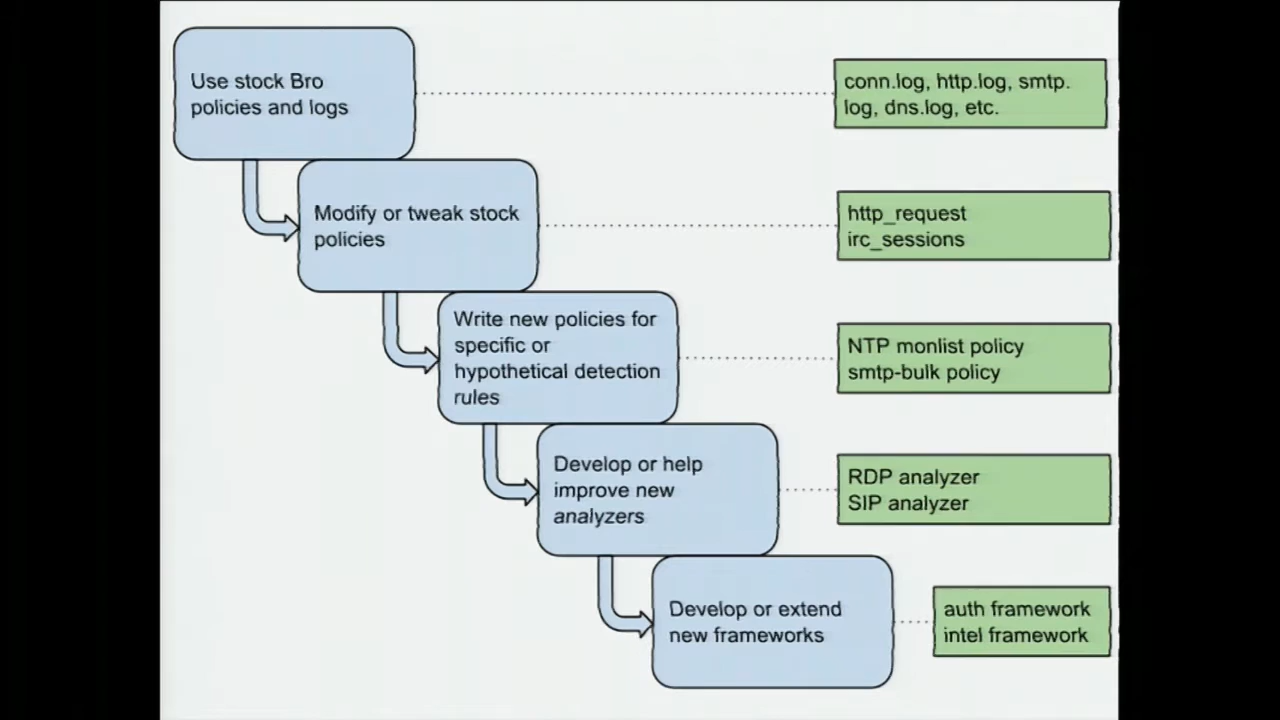 Use stock Bro
policies and logs
conn.log, http.log, smtp.
log, dns.log, etc.
Modify or tweak stock
policies
http_request
irc_sessions
Write new policies for
specific or
hypothetical detection
rules
NTP monlist policy
smtp-bulk policy
Develop or help
improve new
analyzers
RDP analyzer
SIP analyzer
Develop or extend
new frameworks
auth framework
intel framework